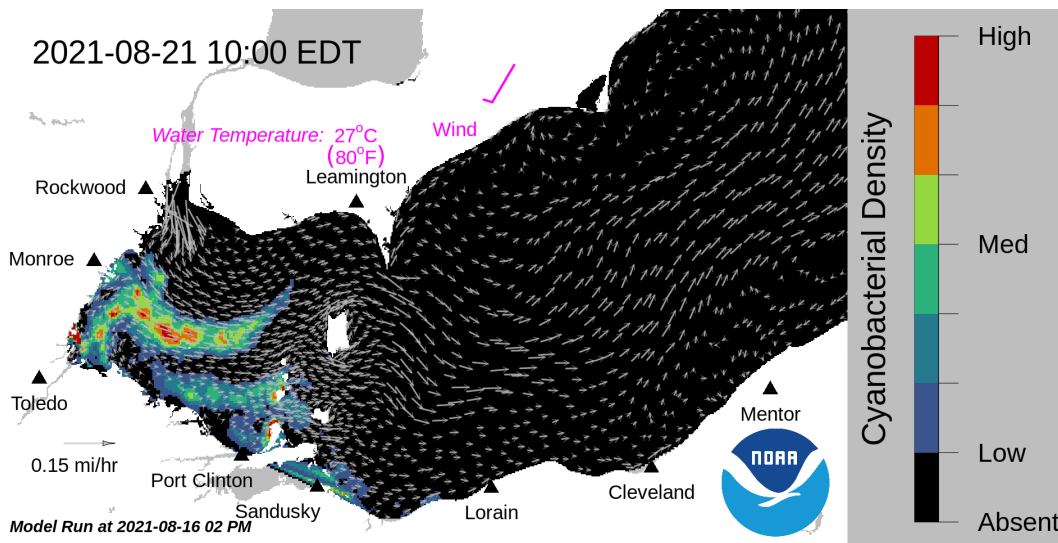 2021-08-21 10:00 EDT
Water Temperature: 27°C
(80°F)
Wind
Leamington
Rockwood
Monroe
Toledo
0.15 mi/hr
Port Clinton
Sandusky
Lorain
Cleveland
Mentor
NOAA
Model Run at 2021-08-16 02 PM
Cyanobacterial Density
High
Med
Low
Absent